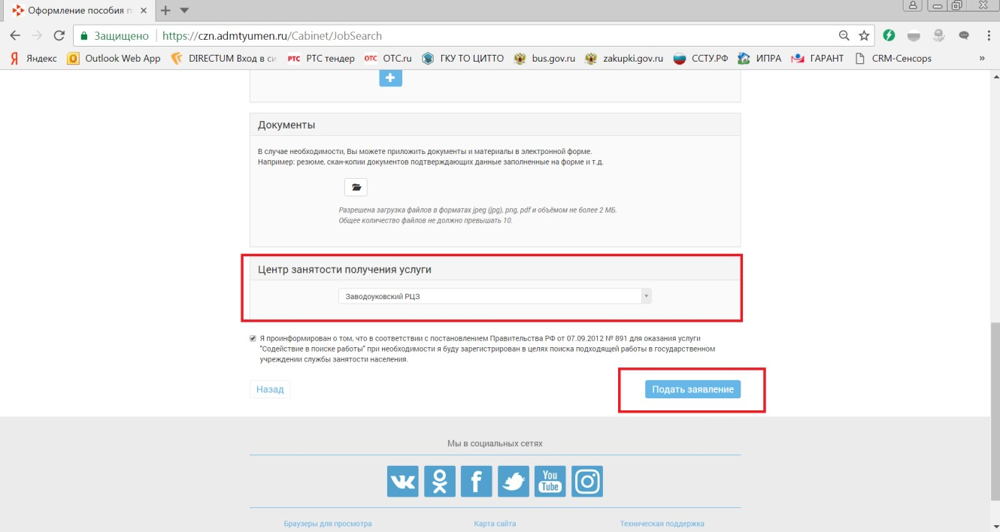 Оформление пособия п
Защищено https://czn.admtyumen.ru/Cabinet/JobSearch
Яндекс Outlook Web App DIRECTUM Вход в си РТС РТС тендер ОТС ОТС.ru ГКУ ТО ЦИТТО bus.gov.ru zakupki.gov.ru ССТУ.РФ ИПРА ГАРАНТ CRM-Сенсорс »
Документы
В случае необходимости, Вы можете приложить документы и материалы в электронной форме.
Например: резюме, скан-копии документов подтверждающих данные заполненные на форме и т.д.
Разрешена загрузка файлов в форматах jpeg (jpg), png, pdf и объёмом не более 2 МБ.
Общее количество файлов не должно превышать 10.
Центр занятости получения услуги
Заводоуковский РЦЗ
Я проинформирован о том, что в соответствии с постановлением Правительства РФ от 07.09.2012 № 891 для оказания услуги
"Содействие в поиске работы" при необходимости я буду зарегистрирован в целях поиска подходящей работы в государственном
учреждении службы занятости населения.
Назад Подать заявление
Мы в социальных сетях
You Tube
Браузеры для просмотра Карта сайта Техническая поддержка